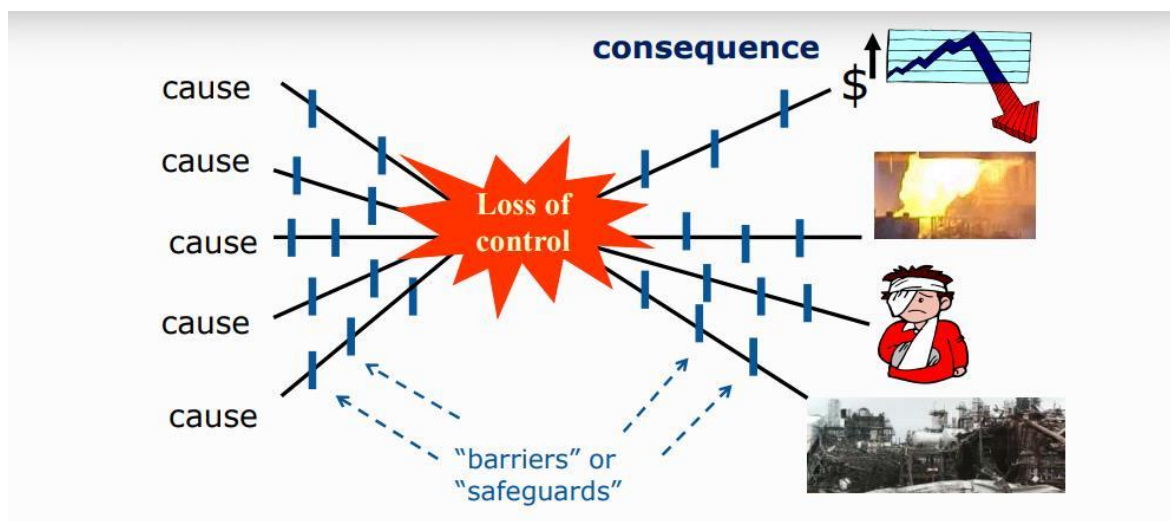 consequence
$
cause
cause
cause
cause
cause
Loss of
control
“barriers” or
“safeguards”